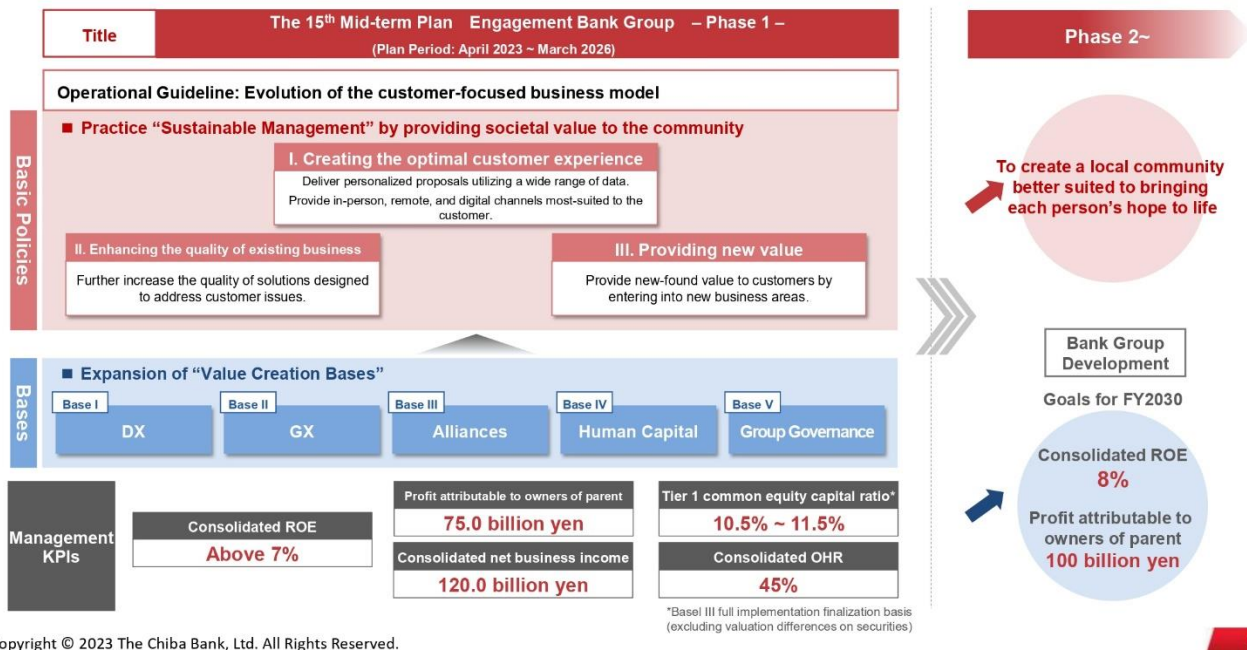 Title
The 15th Mid-term Plan Engagement Bank Group – Phase 1 –
(Plan Period: April 2023 ~ March 2026)
Phase 2~
Operational Guideline: Evolution of the customer-focused business model
Basic Policies
■ Practice “Sustainable Management” by providing societal value to the community
I. Creating the optimal customer experience
Deliver personalized proposals utilizing a wide range of data.
Provide in-person, remote, and digital channels most-suited to the
customer.
II. Enhancing the quality of existing business
Further increase the quality of solutions designed
to address customer issues.
III. Providing new value
Provide new-found value to customers by
entering into new business areas.
To create a local community
better suited to bringing
each person’s hope to life
Bases
■ Expansion of “Value Creation Bases”
Base I
DX
Base II
GX
Base III
Alliances
Base IV
Human Capital
Base V
Group Governance
Bank Group
Development
Goals for FY2030
Consolidated ROE
8%
Profit attributable to
owners of parent
100 billion yen
Management
KPIs
Consolidated ROE
Above 7%
Profit attributable to owners of parent
75.0 billion yen
Consolidated net business income
120.0 billion yen
Tier 1 common equity capital ratio*
10.5% ~ 11.5%
Consolidated OHR
45%
*Basel III full implementation finalization basis
(excluding valuation differences on securities)
opyright © 2023 The Chiba Bank, Ltd. All Rights Reserved.